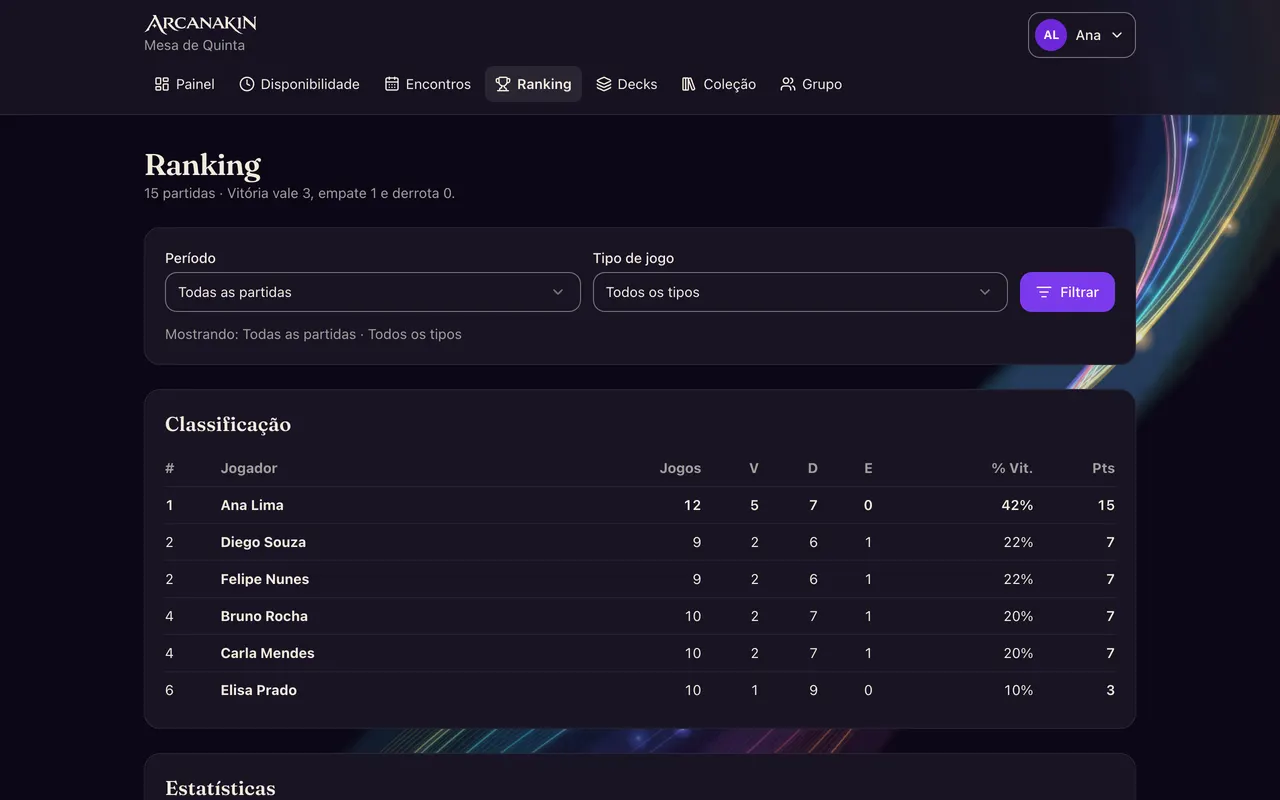 ARCANAKIN
Mesa de Quinta
AL Ana
Painel Disponibilidade Encontros Ranking Decks Coleção Grupo
Ranking
15 partidas · Vitória vale 3, empate 1 e derrota 0.
Período Tipo de jogo
Todas as partidas Todos os tipos Filtrar
Mostrando: Todas as partidas · Todos os tipos
Classificação
# Jogador Jogos V D E % Vit. Pts
1 Ana Lima 12 5 7 0 42% 15
2 Diego Souza 9 2 6 1 22% 7
2 Felipe Nunes 9 2 6 1 22% 7
4 Bruno Rocha 10 2 7 1 20% 7
4 Carla Mendes 10 2 7 1 20% 7
6 Elisa Prado 10 1 9 0 10% 3
Estatísticas